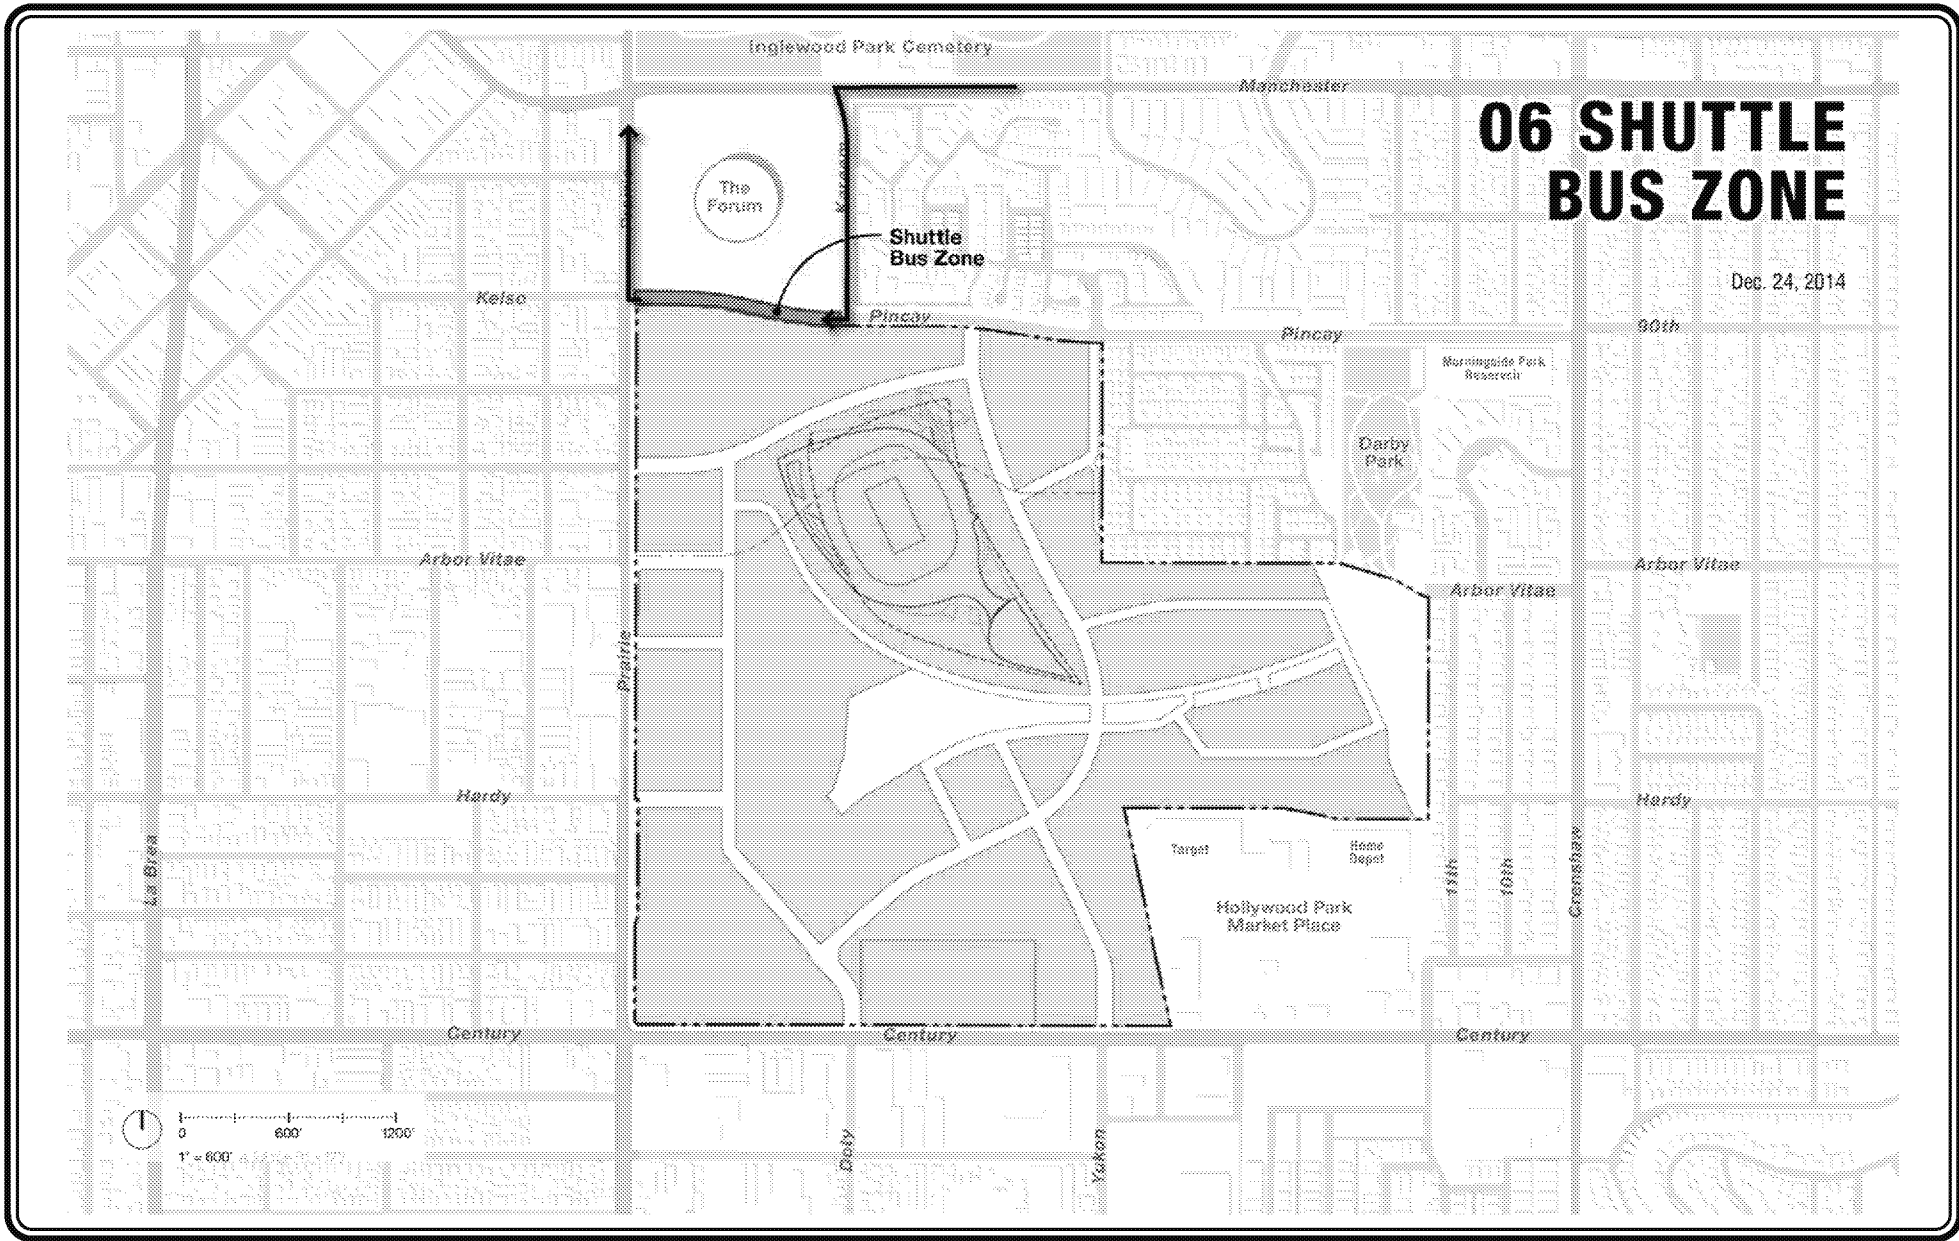 Inglewood Park Cemetery
Manchester
06 SHUTTLE
BUS ZONE
Dec. 24, 2014
The
Forum
Kareem
Shuttle
Bus Zone
Kelso
Pincay
Pincay
90th
Morningside Park
Reservoir
Darby
Park
Arbor Vitae
Arbor Vitae
Arbor Vitae
Prairie
Hardy
Hardy
La Brea
Target
Home
Depot
11th
10th
Crenshaw
Hollywood Park
Market Place
Century
Century
Century
0
600'
1200'
1" = 600'
Doty
Yukon